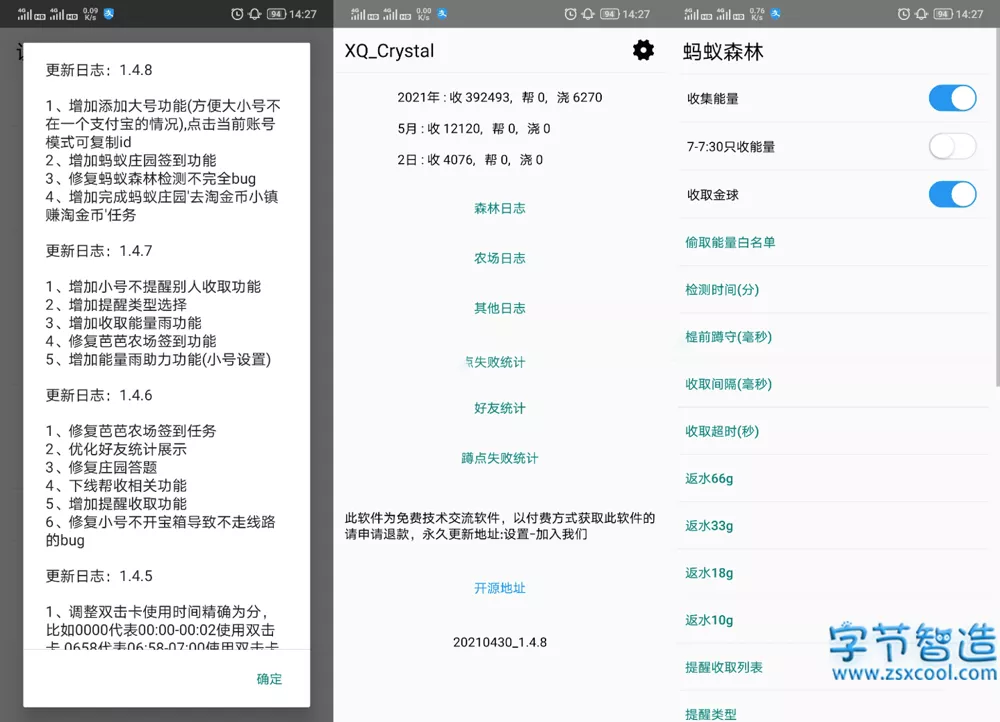 4G HD 4G HD 0.09 K/s 94 14:27
更新日志：1.4.8
1、增加添加大号功能(方便大小号不
在一个支付宝的情况),点击当前账号
模式可复制id
2、增加蚂蚁庄园签到功能
3、修复蚂蚁森林检测不完全bug
4、增加完成蚂蚁庄园'去淘金币小镇
赚淘金币'任务
更新日志：1.4.7
1、增加小号不提醒别人收取功能
2、增加提醒类型选择
3、增加收取能量雨功能
4、修复芭芭农场签到功能
5、增加能量雨助力功能(小号设置)
更新日志：1.4.6
1、修复芭芭农场签到任务
2、优化好友统计展示
3、修复庄园答题
4、下线帮收相关功能
5、增加提醒收取功能
6、修复小号不开宝箱导致不走线路
的bug
更新日志：1.4.5
1、调整双击卡使用时间精确为分，
比如0000代表00:00-00:02使用双击
卡,0658代表06:58-07:00使用双击卡
确定
4G HD 4G HD 0.00 K/s 94 14:27
XQ_Crystal
2021年 : 收 392493, 帮 0, 浇 6270
5月 : 收 12120, 帮 0, 浇 0
2日 : 收 4076, 帮 0, 浇 0
森林日志
农场日志
其他日志
点失败统计
好友统计
蹲点失败统计
此软件为免费技术交流软件，以付费方式获取此软件的
请申请退款，永久更新地址:设置-加入我们
开源地址
20210430_1.4.8
4G HD 4G HD 0.76 K/s 94 14:27
蚂蚁森林
收集能量
7-7:30只收能量
收取金球
偷取能量白名单
检测时间(分)
提前蹲守(毫秒)
收取间隔(毫秒)
收取超时(秒)
返水66g
返水33g
返水18g
返水10g
提醒收取列表
提醒类型
字节智造
www.zsxcool.com